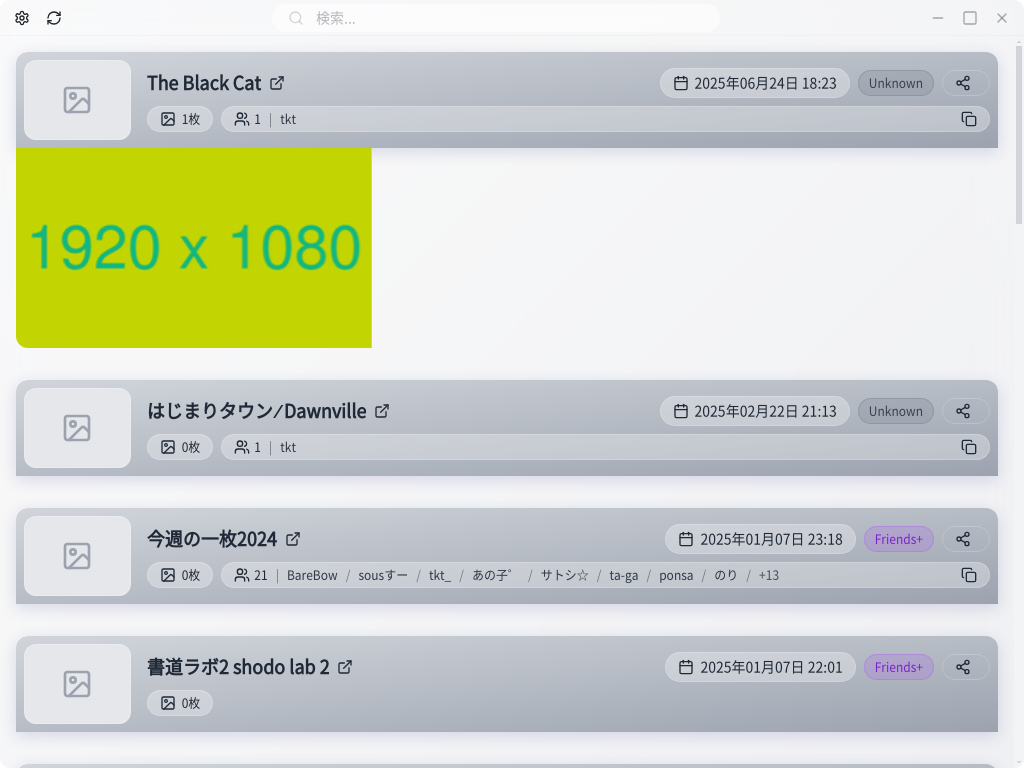 検索...
The Black Cat 2025年06月24日 18:23 Unknown
1枚 1 | tkt
1920 x 1080
はじまりタウン⁄Dawnville 2025年02月22日 21:13 Unknown
0枚 1 | tkt
今週の一枚2024 2025年01月07日 23:18 Friends+
0枚 21 | BareBow / sousすー / tkt_ / あの子゜ / サトシ☆ / ta-ga / ponsa / のり / +13
書道ラボ2 shodo lab 2 2025年01月07日 22:01 Friends+
0枚